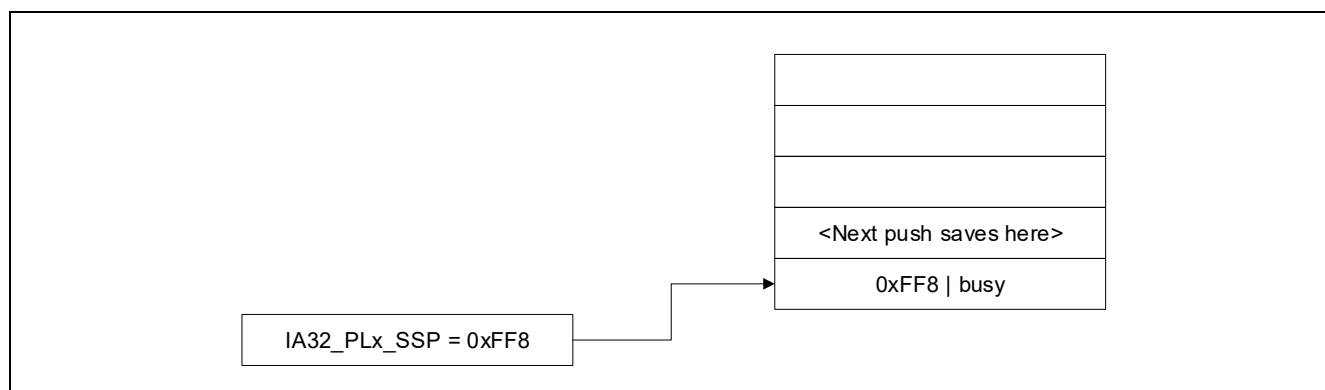 <Next push saves here>
0xFF8 | busy
IA32_PLx_SSP = 0xFF8